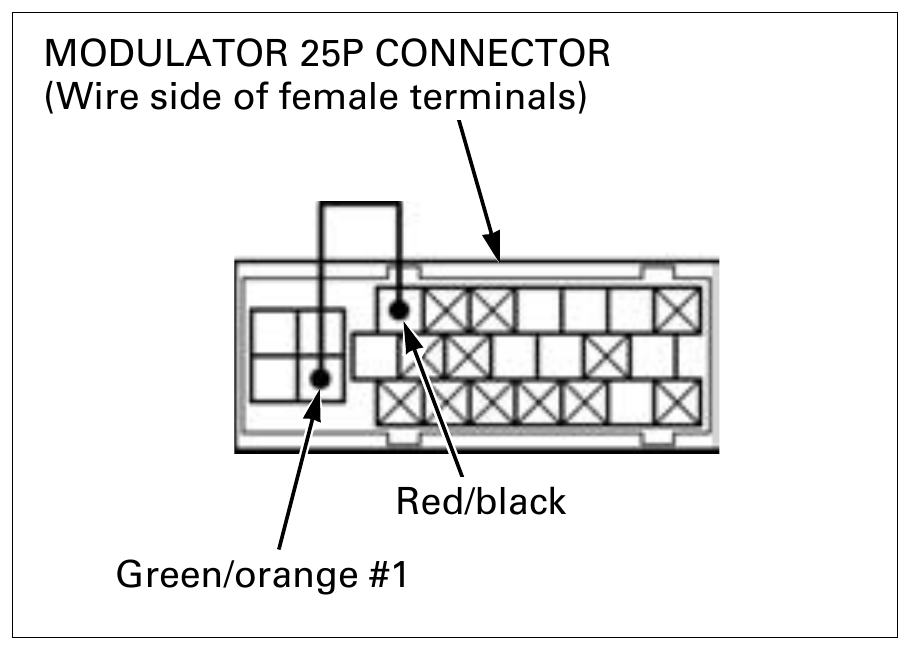 MODULATOR 25P CONNECTOR
(Wire side of female terminals)
Red/black
Green/orange #1